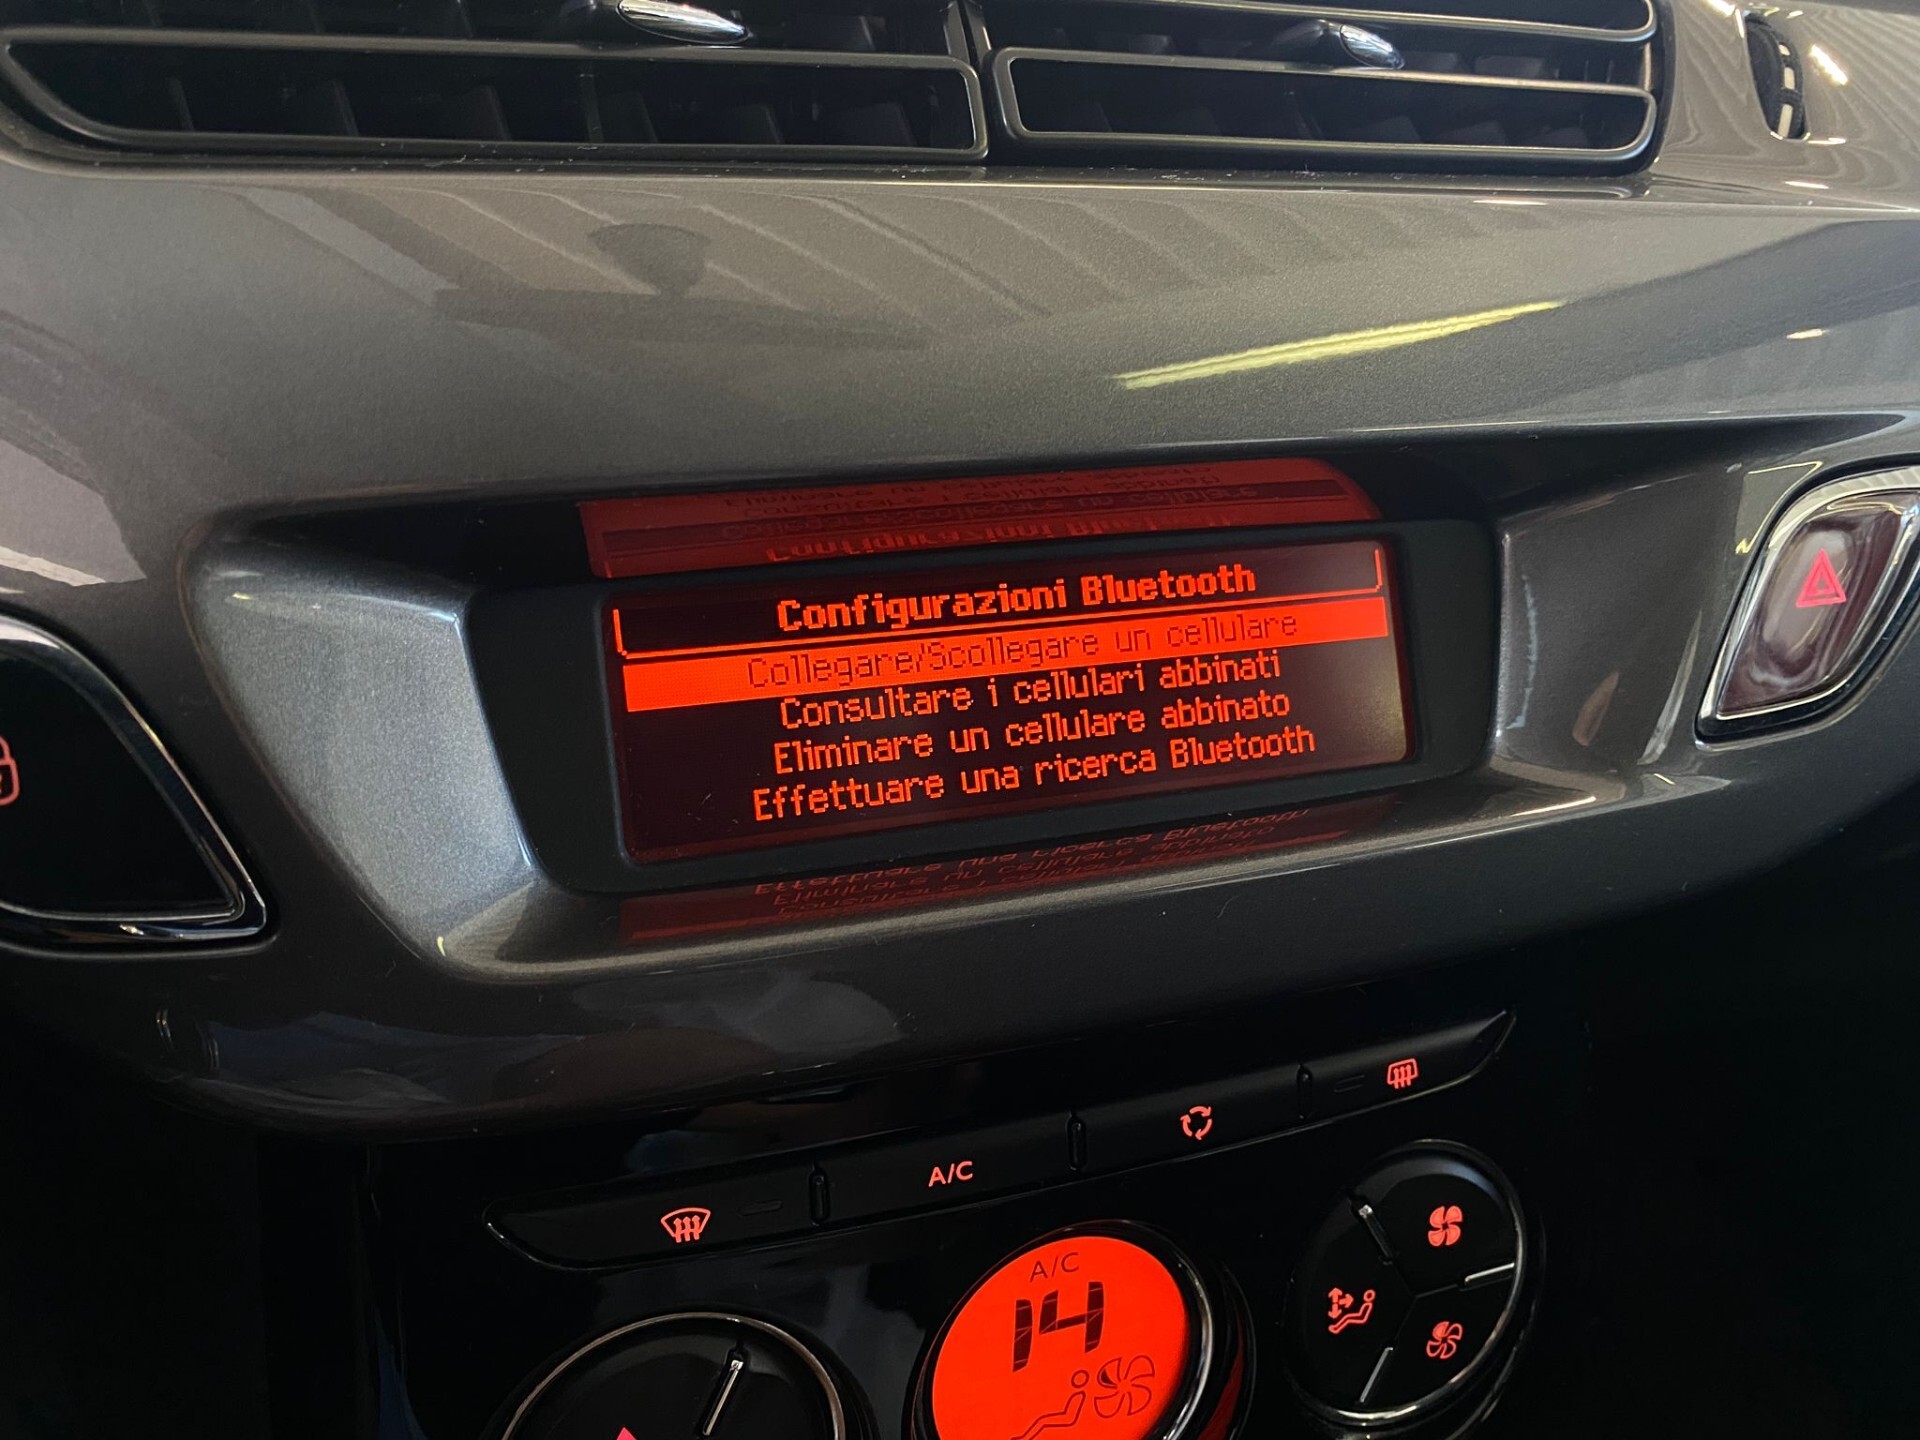 Configurazioni Bluetooth
Collegare/Scollegare un cellulare
Consultare i cellulari abbinati
Eliminare un cellulare abbinato
Effettuare una ricerca Bluetooth
A/C
A/C
14